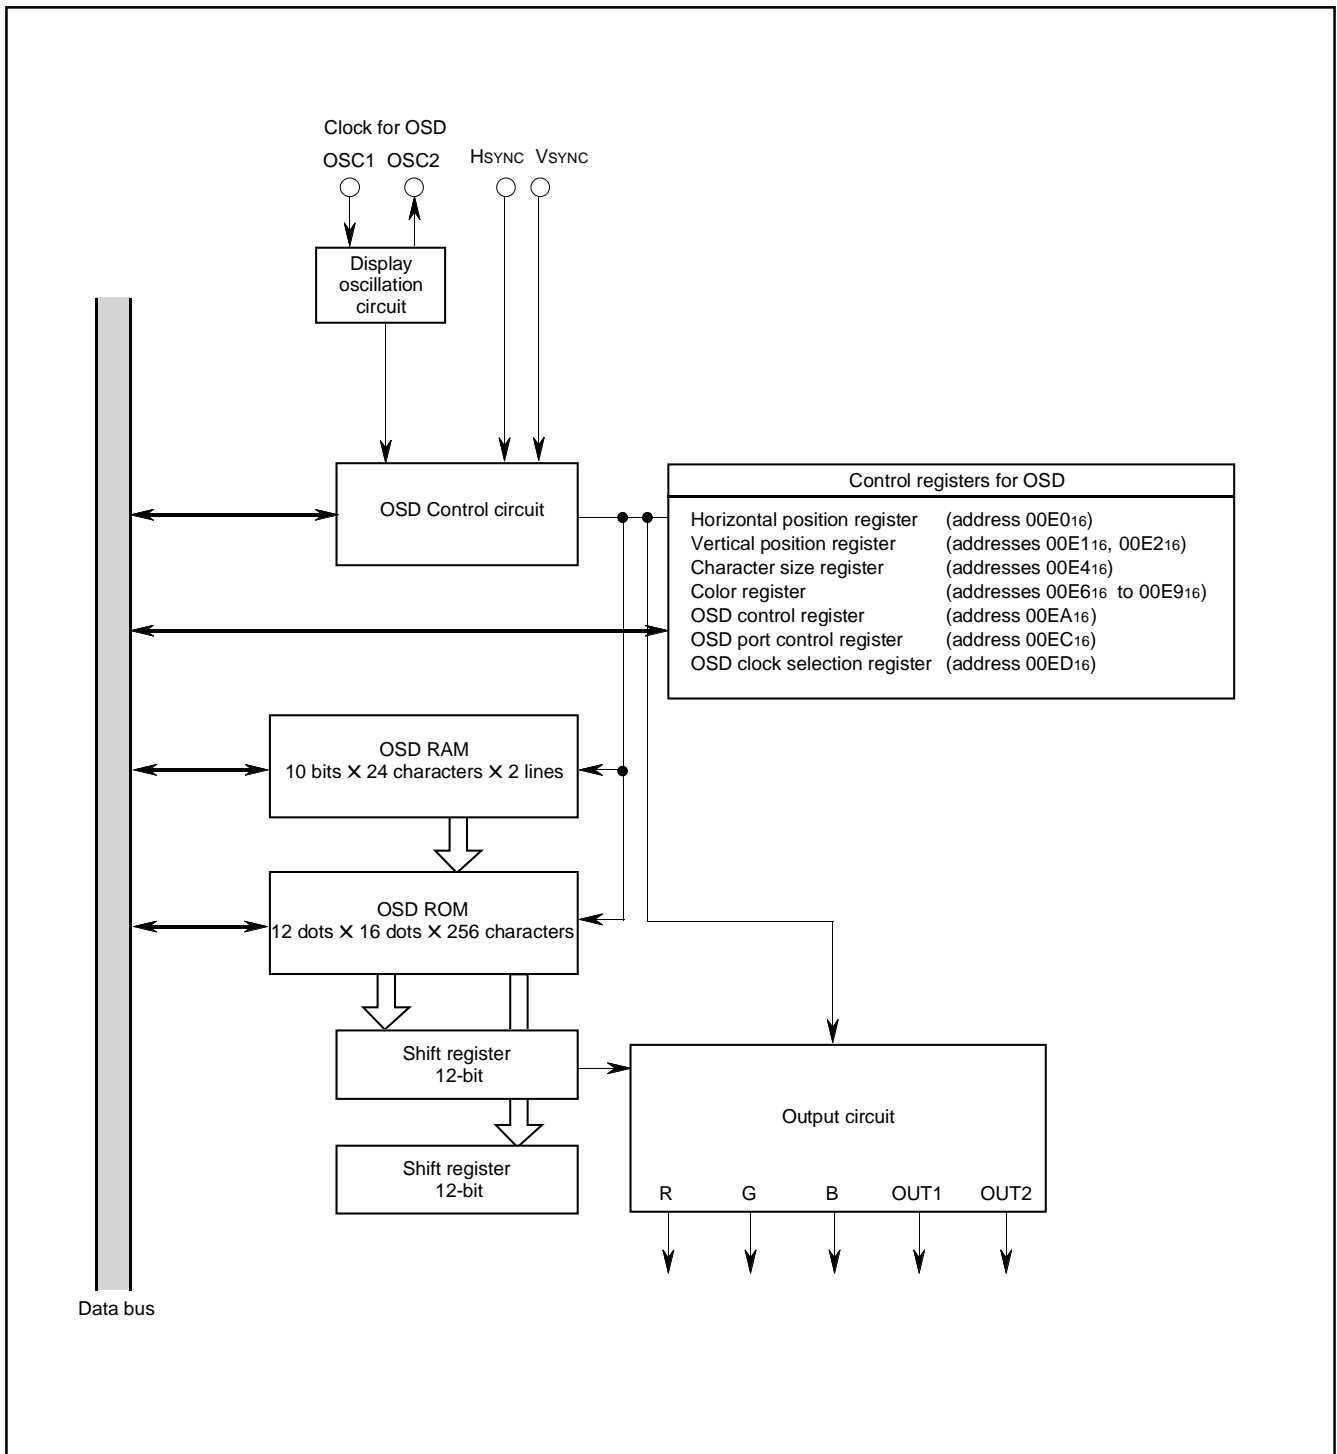 Clock for OSD
OSC1 OSC2 HSYNC VSYNC
Display
oscillation
circuit
OSD Control circuit
Control registers for OSD
Horizontal position register (address 00E016)
Vertical position register (addresses 00E116, 00E216)
Character size register (address 00E416)
Color register (addresses 00E616 to 00E916)
OSD control register (address 00EA16)
OSD port control register (address 00EC16)
OSD clock selection register (address 00ED16)
OSD RAM
10 bits × 24 characters × 2 lines
OSD ROM
12 dots × 16 dots × 256 characters
Shift register
12-bit
Output circuit
Shift register
12-bit
R G B OUT1 OUT2
Data bus